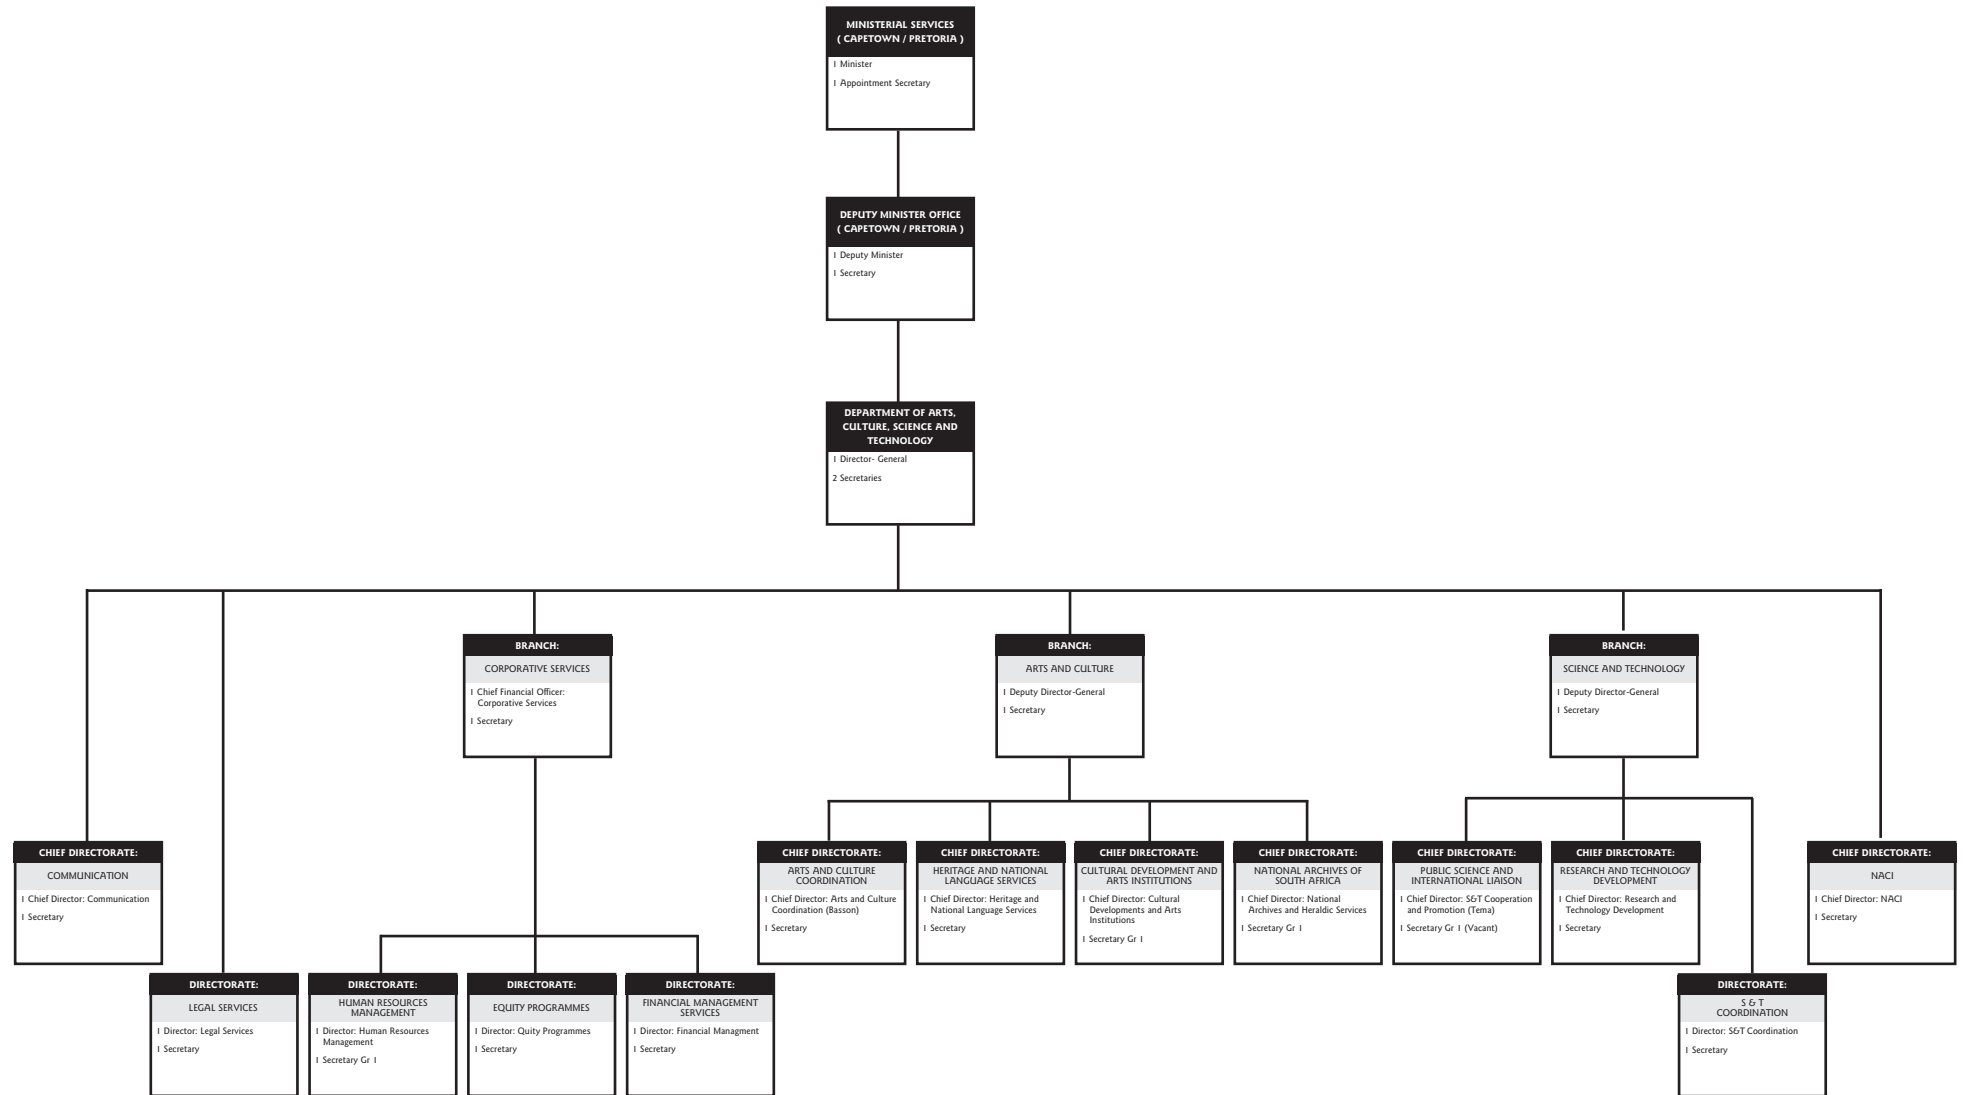 MINISTERIAL SERVICES
( CAPETOWN / PRETORIA )
1 Minister
1 Appointment Secretary
DEPUTY MINISTER OFFICE
( CAPETOWN / PRETORIA )
1 Deputy Minister
1 Secretary
DEPARTMENT OF ARTS,
CULTURE, SCIENCE AND
TECHNOLOGY
1 Director- General
2 Secretaries
BRANCH:
CORPORATIVE SERVICES
1 Chief Financial Officer:
Corporative Services
1 Secretary
BRANCH:
ARTS AND CULTURE
1 Deputy Director-General
1 Secretary
BRANCH:
SCIENCE AND TECHNOLOGY
1 Deputy Director-General
1 Secretary
CHIEF DIRECTORATE:
COMMUNICATION
1 Chief Director: Communication
1 Secretary
CHIEF DIRECTORATE:
ARTS AND CULTURE
COORDINATION
1 Chief Director: Arts and Culture
Coordination (Basson)
1 Secretary
CHIEF DIRECTORATE:
HERITAGE AND NATIONAL
LANGUAGE SERVICES
1 Chief Director: Heritage and
National Language Services
1 Secretary
CHIEF DIRECTORATE:
CULTURAL DEVELOPMENT AND
ARTS INSTITUTIONS
1 Chief Director: Cultural
Developments and Arts
Institutions
1 Secretary Gr 1
CHIEF DIRECTORATE:
NATIONAL ARCHIVES OF
SOUTH AFRICA
1 Chief Director: National
Archives and Heraldic Services
1 Secretary Gr 1
CHIEF DIRECTORATE:
PUBLIC SCIENCE AND
INTERNATIONAL LIAISON
1 Chief Director: S&T Cooperation
and Promotion (Tema)
1 Secretary Gr 1 (Vacant)
CHIEF DIRECTORATE:
RESEARCH AND TECHNOLOGY
DEVELOPMENT
1 Chief Director: Research and
Technology Development
1 Secretary
CHIEF DIRECTORATE:
NACI
1 Chief Director: NACI
1 Secretary
DIRECTORATE:
LEGAL SERVICES
1 Director: Legal Services
1 Secretary
DIRECTORATE:
HUMAN RESOURCES
MANAGEMENT
1 Director: Human Resources
Management
1 Secretary Gr 1
DIRECTORATE:
EQUITY PROGRAMMES
1 Director: Quity Programmes
1 Secretary
DIRECTORATE:
FINANCIAL MANAGEMENT
SERVICES
1 Director: Financial Managment
1 Secretary
DIRECTORATE:
S & T
COORDINATION
1 Director: S&T Coordination
1 Secretary